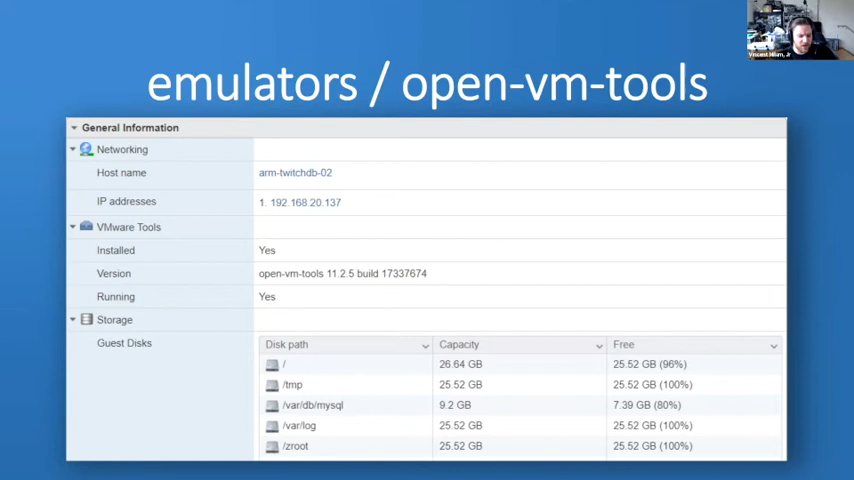 Vincent Milum, Jr
emulators / open-vm-tools
General Information
Networking
Host name arm-twitchdb-02
IP addresses 1. 192.168.20.137
VMware Tools
Installed Yes
Version open-vm-tools 11.2.5 build 17337674
Running Yes
Storage
Guest Disks Disk path Capacity Free
/ 26.64 GB 25.52 GB (96%)
/tmp 25.52 GB 25.52 GB (100%)
/var/db/mysql 9.2 GB 7.39 GB (80%)
/var/log 25.52 GB 25.52 GB (100%)
/zroot 25.52 GB 25.52 GB (100%)